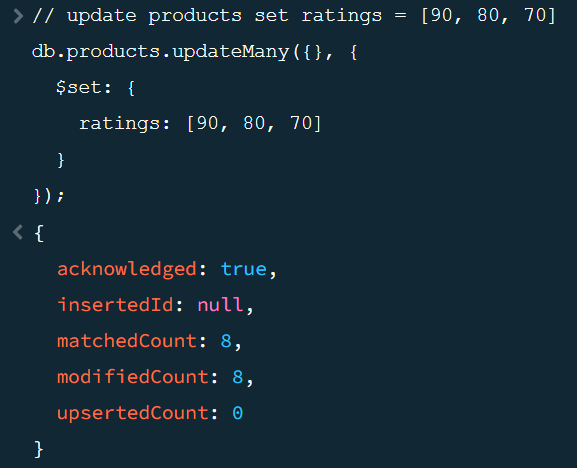 > // update products set ratings = [90, 80, 70]
db.products.updateMany({}, {
  $set: {
    ratings: [90, 80, 70]
  }
});
< {
  acknowledged: true,
  insertedId: null,
  matchedCount: 8,
  modifiedCount: 8,
  upsertedCount: 0
}